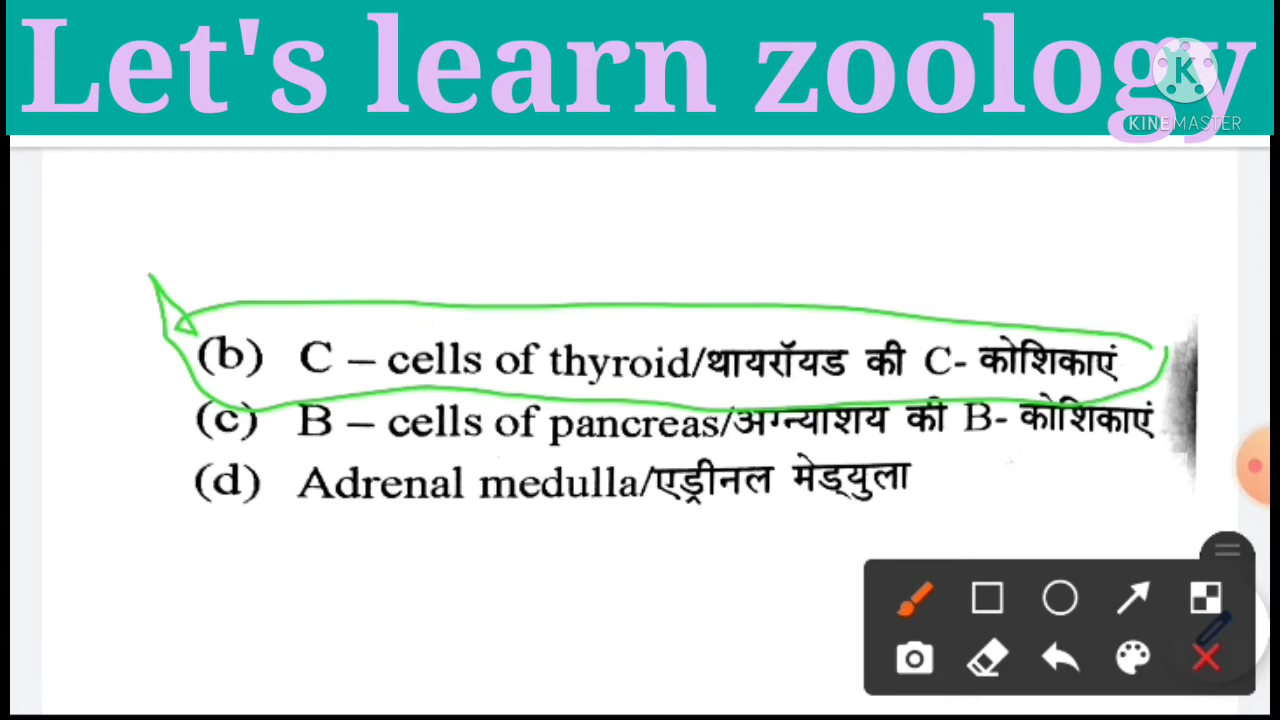 Let's learn zoology
K
KINEMASTER
(b) C – cells of thyroid/थायरॉयड की C- कोशिकाएं
(c) B – cells of pancreas/अग्न्याशय की B- कोशिकाएं
(d) Adrenal medulla/एड्रीनल मेड्युला